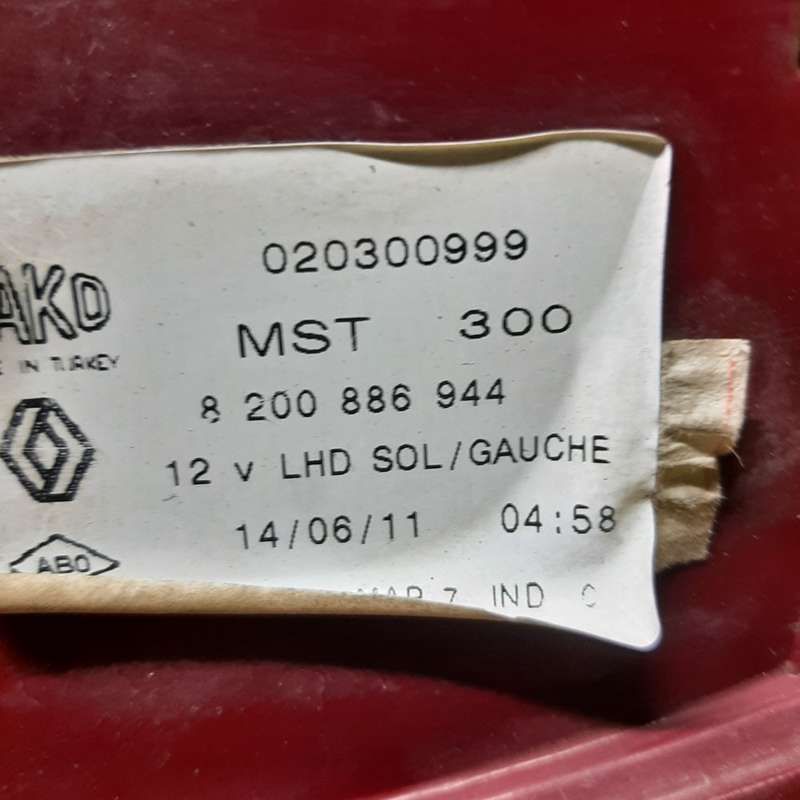 020300999
AKO
MST 300
IN TURKEY
8 200 886 944
12 v LHD SOL/GAUCHE
14/06/11 04:58
ABO
7 IND C